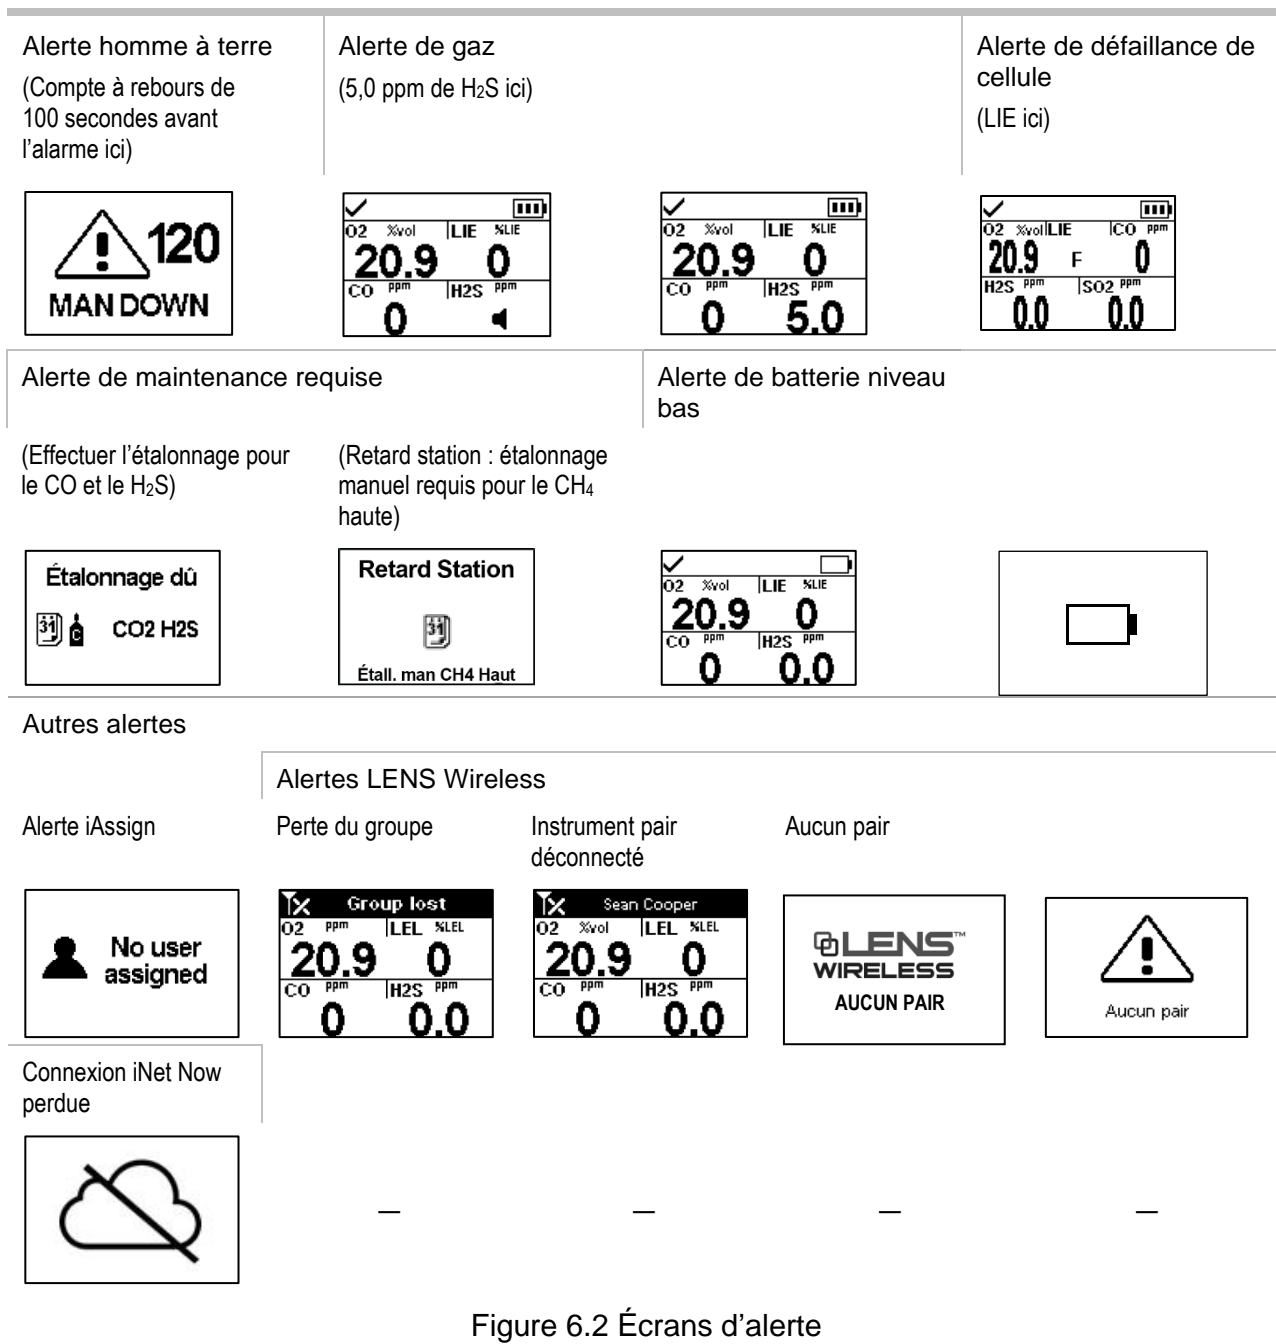 Alerte homme à terre
(Compte à rebours de
100 secondes avant
l'alarme ici)
Alerte de gaz
(5,0 ppm de H2S ici)
Alerte de défaillance de
cellule
(LIE ici)
120
MAN DOWN
O2 %vol LIE %LIE
20.9 0
CO ppm H2S ppm
0
O2 %vol LIE %LIE
20.9 0
CO ppm H2S ppm
0 5.0
O2 %vol LIE CO ppm
20.9 F 0
H2S ppm SO2 ppm
0.0 0.0
Alerte de maintenance requise
Alerte de batterie niveau
bas
(Effectuer l'étalonnage pour
le CO et le H2S)
(Retard station : étalonnage
manuel requis pour le CH4
haute)
Étalonnage dû
31 C CO2 H2S
Retard Station
31
Étall. man CH4 Haut
O2 %vol LIE %LIE
20.9 0
CO ppm H2S ppm
0 0.0
Autres alertes
Alertes LENS Wireless
Alerte iAssign
Perte du groupe
Instrument pair
déconnecté
Aucun pair
No user
assigned
Group lost
O2 ppm LEL %LEL
20.9 0
CO ppm H2S ppm
0 0.0
Sean Cooper
O2 %vol LEL %LEL
20.9 0
CO ppm H2S ppm
0 0.0
LENS™
WIRELESS
AUCUN PAIR
Aucun pair
Connexion iNet Now
perdue
— — — —
Figure 6.2 Écrans d'alerte